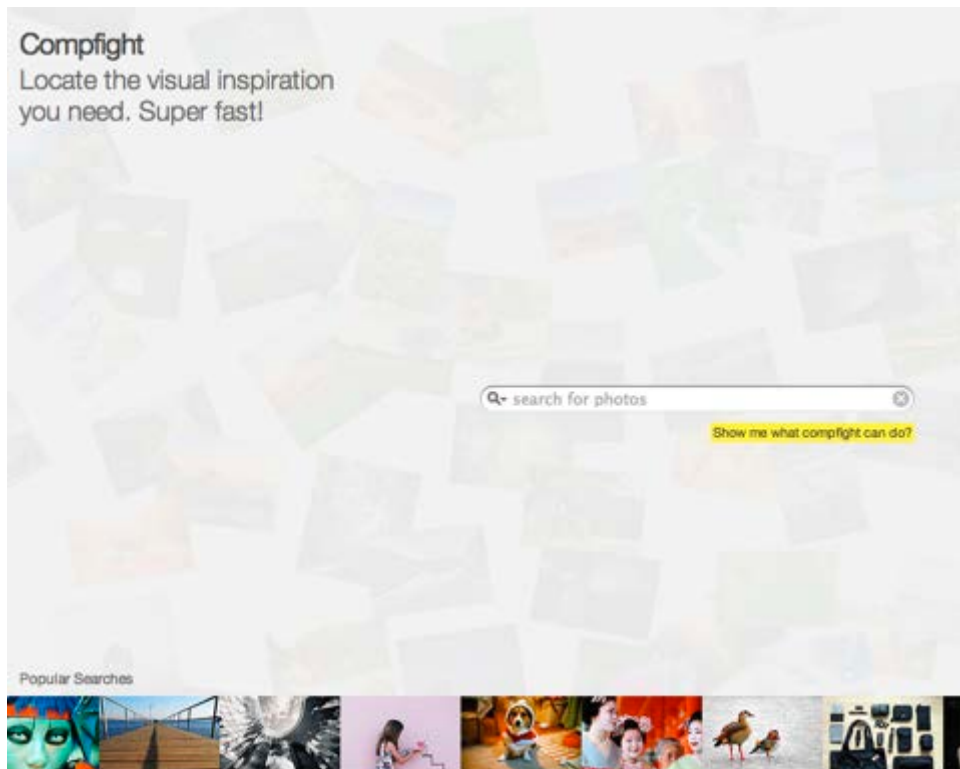 Compfight
Locate the visual inspiration
you need. Super fast!
search for photos
Show me what compfight can do?
Popular Searches